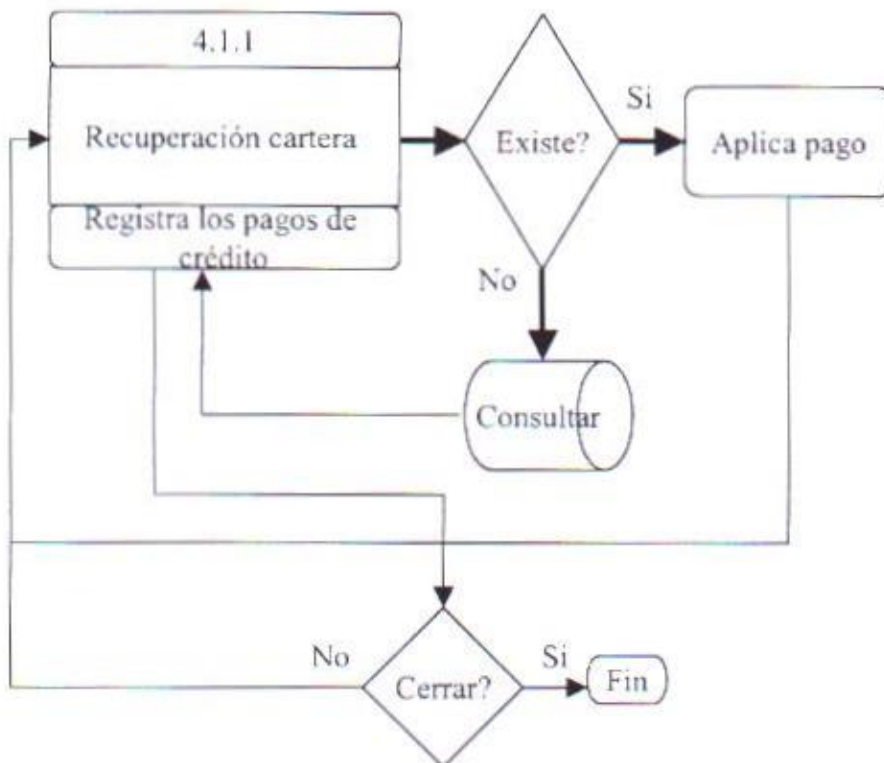 4.1.1
Recuperación cartera
Registra los pagos de
crédito
Existe?
Si
Aplica pago
No
Consultar
No
Cerrar?
Si
Fin